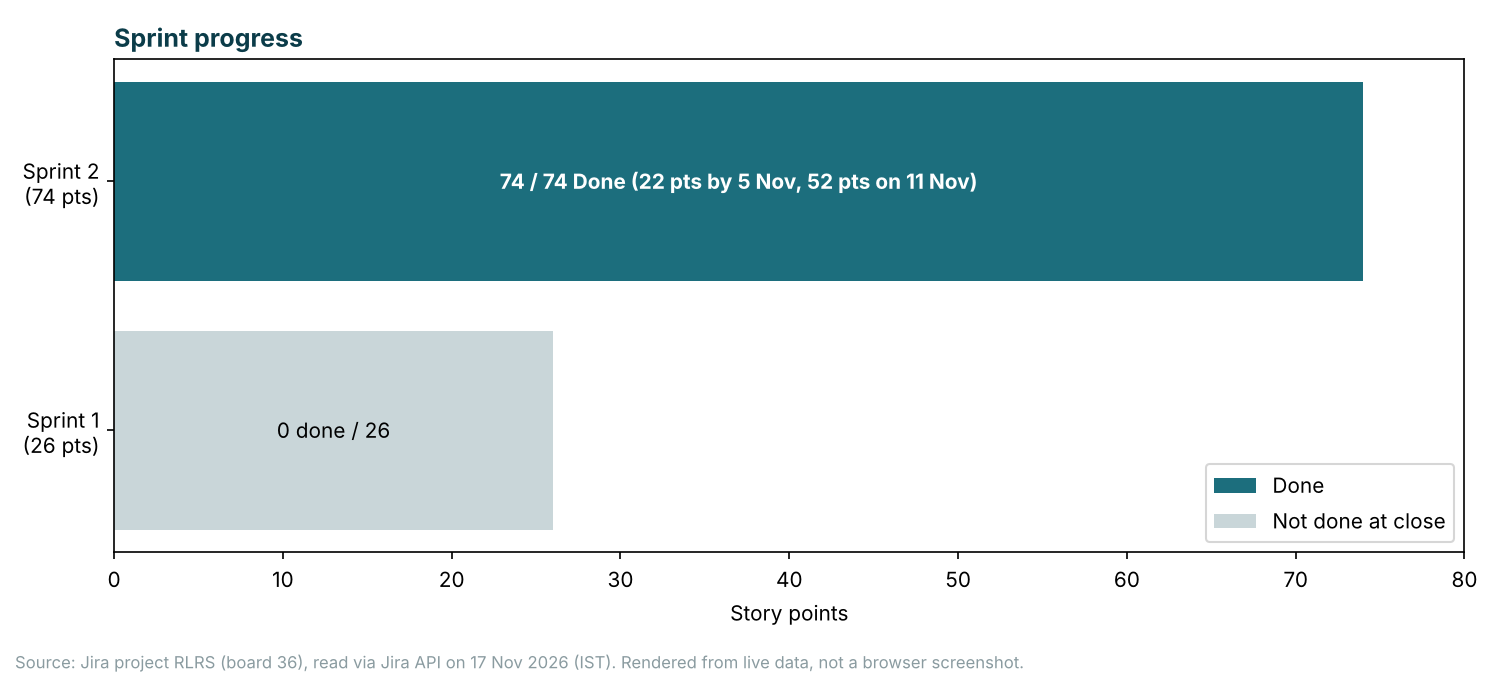 Sprint progress
Sprint 2
(74 pts)
74 / 74 Done (22 pts by 5 Nov, 52 pts on 11 Nov)
Sprint 1
(26 pts)
0 done / 26
Done
Not done at close
0 10 20 30 40 50 60 70 80
Story points
Source: Jira project RLRS (board 36), read via Jira API on 17 Nov 2026 (IST). Rendered from live data, not a browser screenshot.